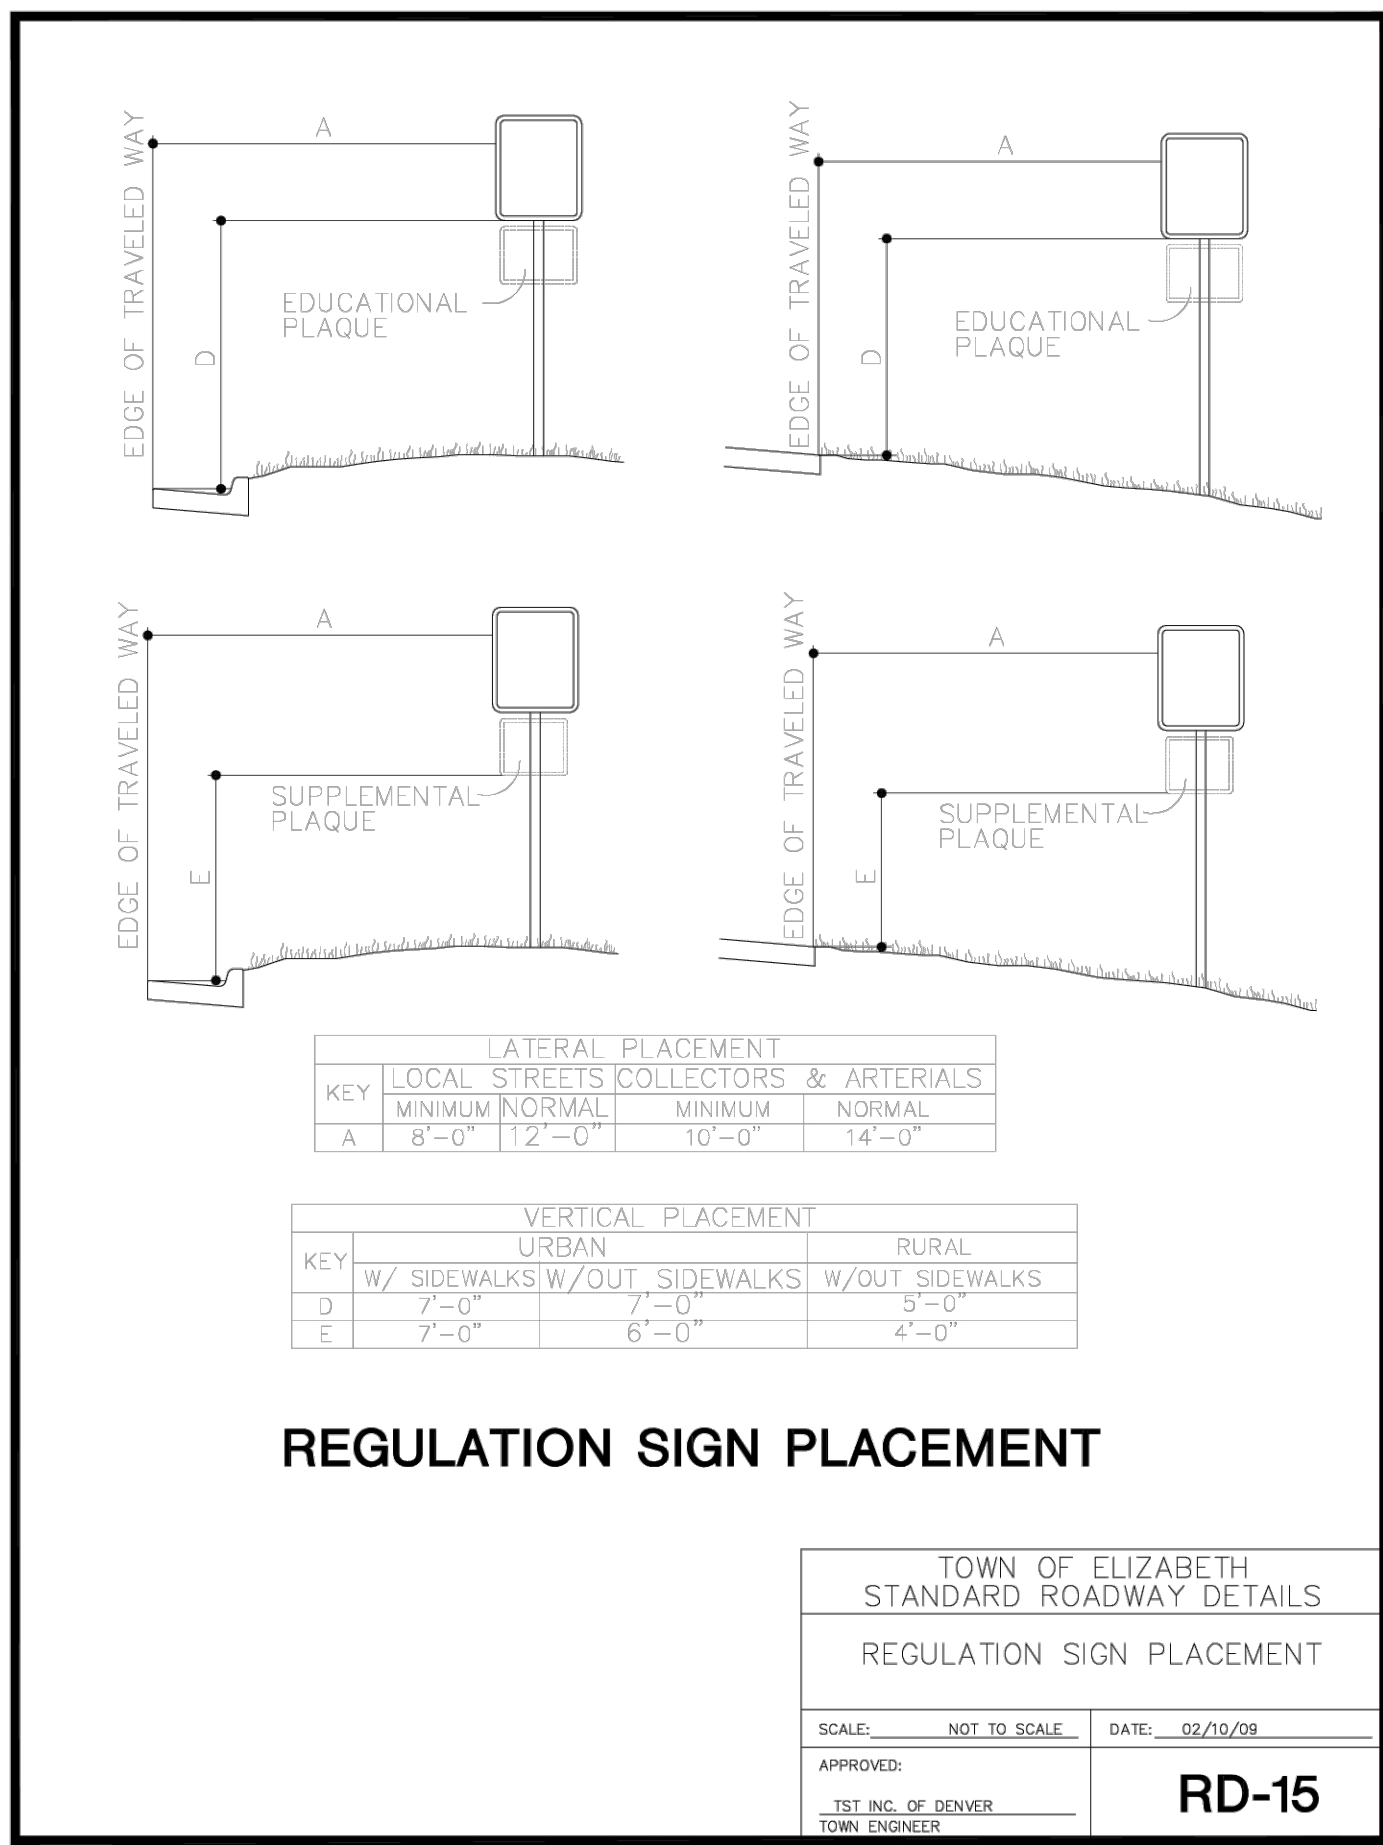 EDGE OF TRAVELED WAY
A
D
EDUCATIONAL
PLAQUE
EDGE OF TRAVELED WAY
A
D
EDUCATIONAL
PLAQUE
EDGE OF TRAVELED WAY
A
E
SUPPLEMENTAL
PLAQUE
EDGE OF TRAVELED WAY
A
E
SUPPLEMENTAL
PLAQUE
LATERAL PLACEMENT
KEY LOCAL STREETS COLLECTORS & ARTERIALS
MINIMUM NORMAL MINIMUM NORMAL
A 8'-0" 12'-0" 10'-0" 14'-0"
VERTICAL PLACEMENT
KEY URBAN RURAL
W/ SIDEWALKS W/OUT SIDEWALKS W/OUT SIDEWALKS
D 7'-0" 7'-0" 5'-0"
E 7'-0" 6'-0" 4'-0"
REGULATION SIGN PLACEMENT
TOWN OF ELIZABETH
STANDARD ROADWAY DETAILS
REGULATION SIGN PLACEMENT
SCALE: NOT TO SCALE DATE: 02/10/09
APPROVED:
TST INC. OF DENVER
TOWN ENGINEER
RD-15